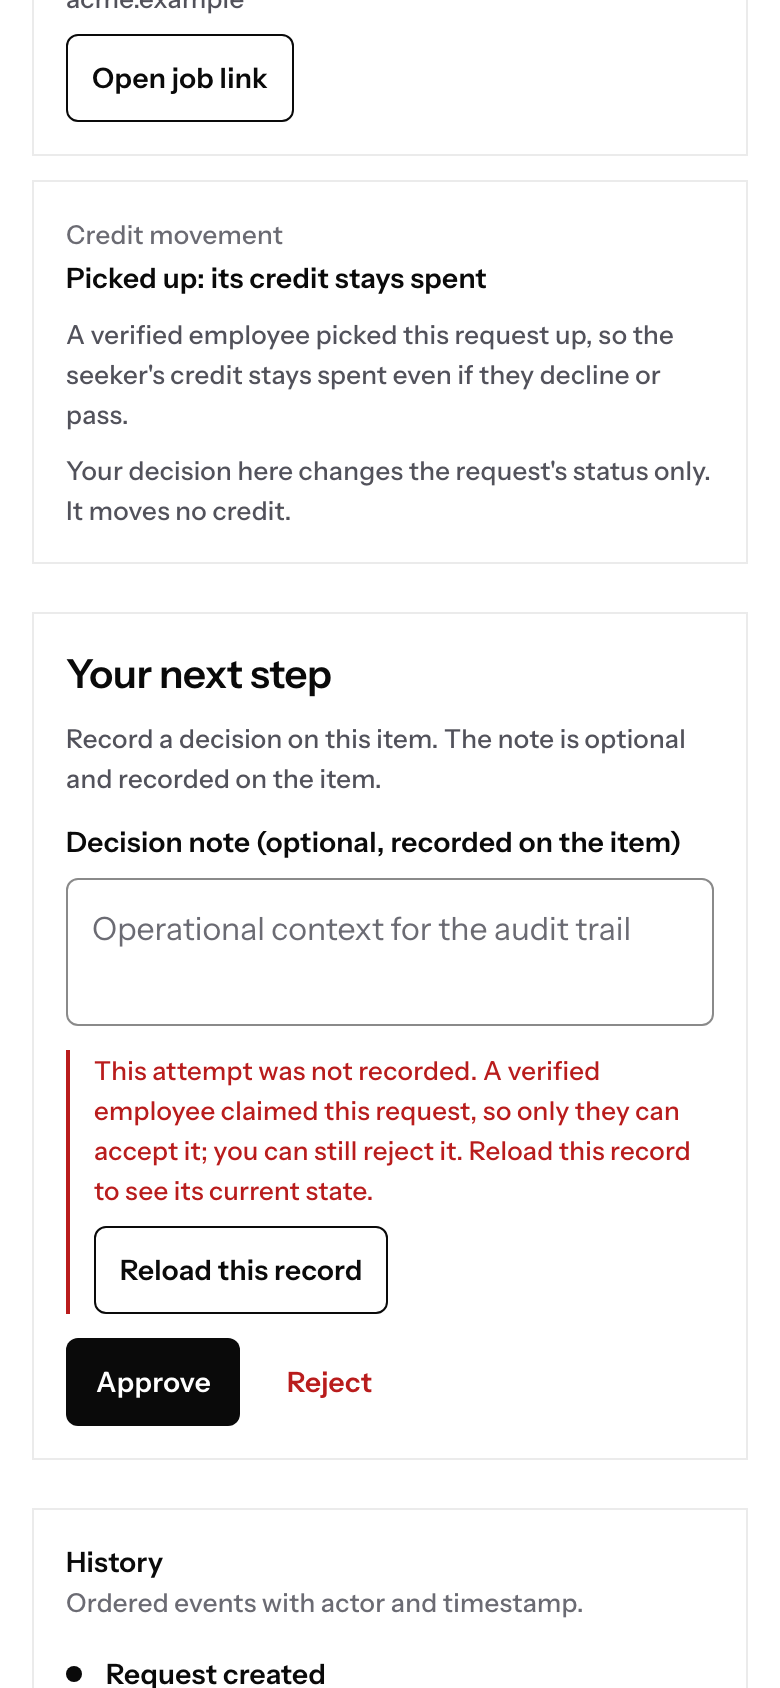 acme.example
Open job link
Credit movement
Picked up: its credit stays spent
A verified employee picked this request up, so the
seeker's credit stays spent even if they decline or
pass.
Your decision here changes the request's status only.
It moves no credit.
Your next step
Record a decision on this item. The note is optional
and recorded on the item.
Decision note (optional, recorded on the item)
Operational context for the audit trail
This attempt was not recorded. A verified
employee claimed this request, so only they can
accept it; you can still reject it. Reload this record
to see its current state.
Reload this record
Approve Reject
History
Ordered events with actor and timestamp.
Request created